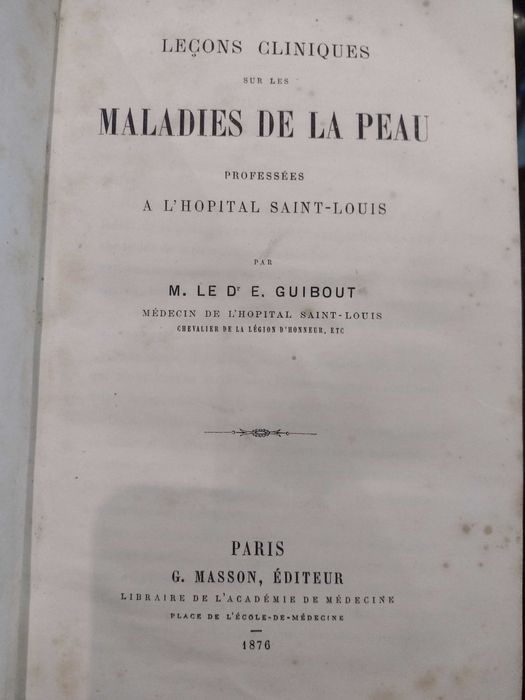 LEÇONS CLINIQUES
SUR LES
MALADIES DE LA PEAU
PROFESSÉES
A L'HOPITAL SAINT-LOUIS
PAR
M. LE Dr E. GUIBOUT
MÉDECIN DE L'HOPITAL SAINT-LOUIS
CHEVALIER DE LA LÉGION D'HONNEUR, ETC
PARIS
G. MASSON, ÉDITEUR
LIBRAIRE DE L'ACADÉMIE DE MÉDECINE
PLACE DE L'ÉCOLE-DE-MÉDECINE
1876